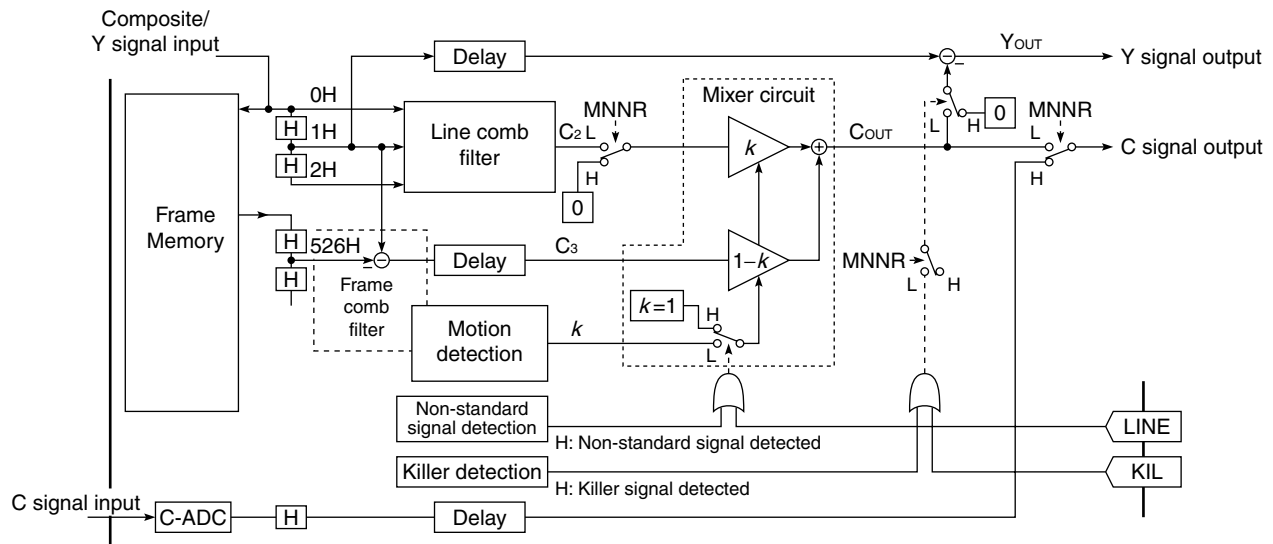 Composite/
Y signal input
Delay
YOUT
Y signal output
−
−
Mixer circuit
0H
H
1H
H
2H
Line comb
filter
C2
L
MNNR
H
0
k
+
COUT
L
H
0
MNNR
L
H
C signal output
Frame
Memory
H
526H
H
−
−
Frame
comb
filter
Delay
C3
1−k
MNNR
L
H
k=1
H
L
Motion
detection
k
Non-standard
signal detection
H: Non-standard signal detected
LINE
Killer detection
H: Killer signal detected
KIL
C signal input
C-ADC
H
Delay